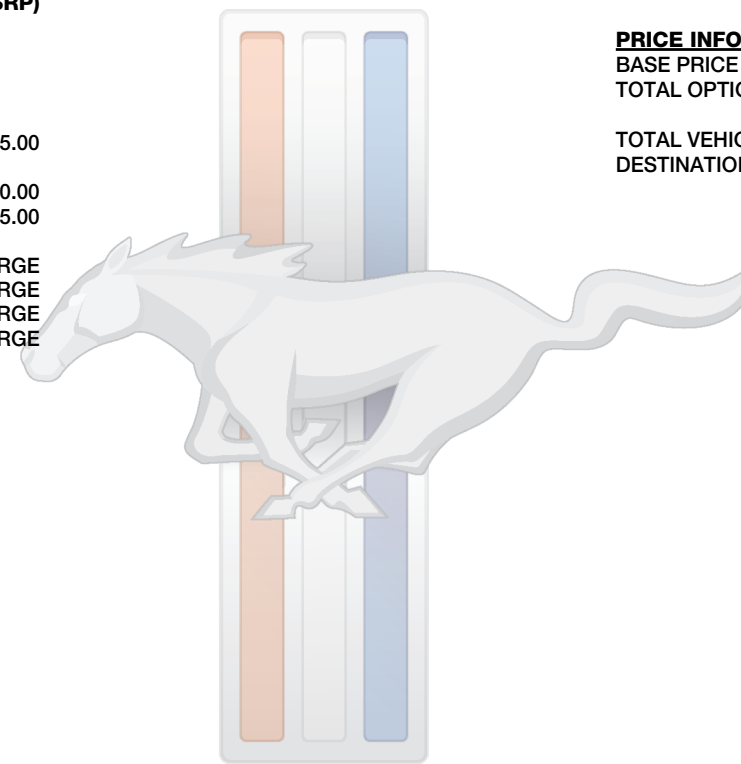 SRP)
5.00
0.00
5.00
RGE
RGE
RGE
RGE
PRICE INFO
BASE PRICE
TOTAL OPTIO
TOTAL VEHIC
DESTINATION